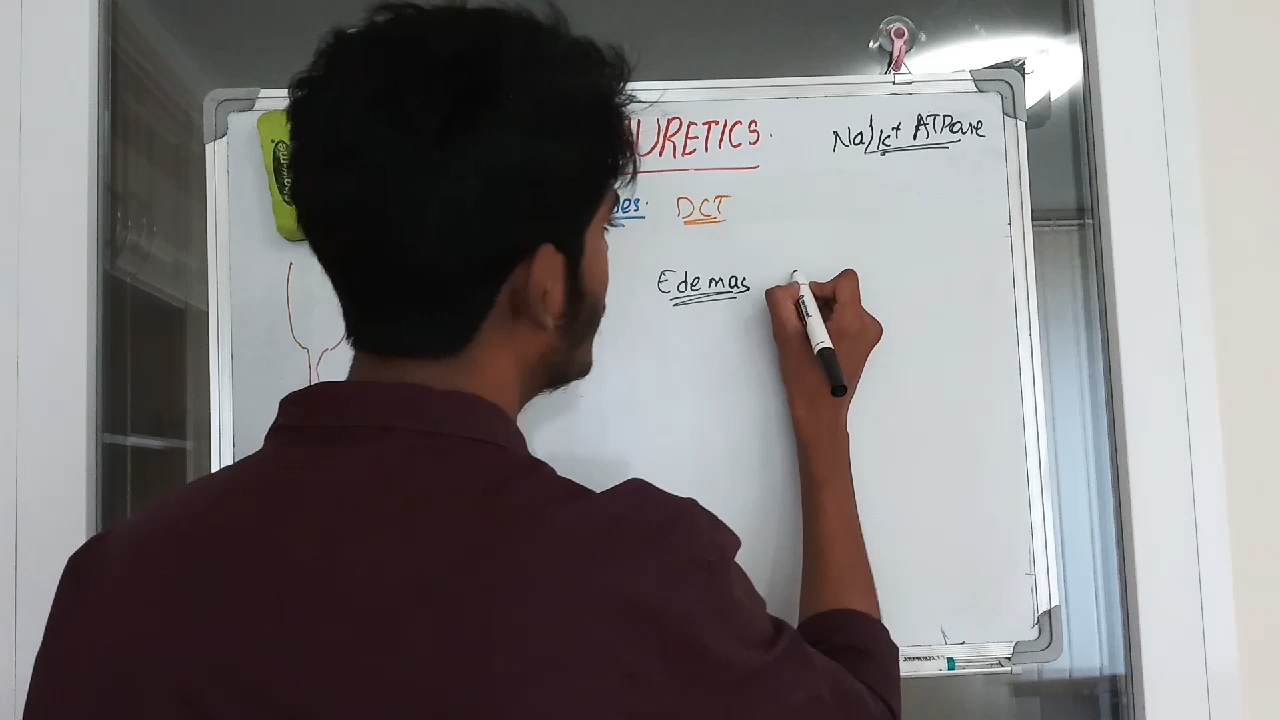 URETICS.
Na/K+ ATPase
es. DCT
Edemas